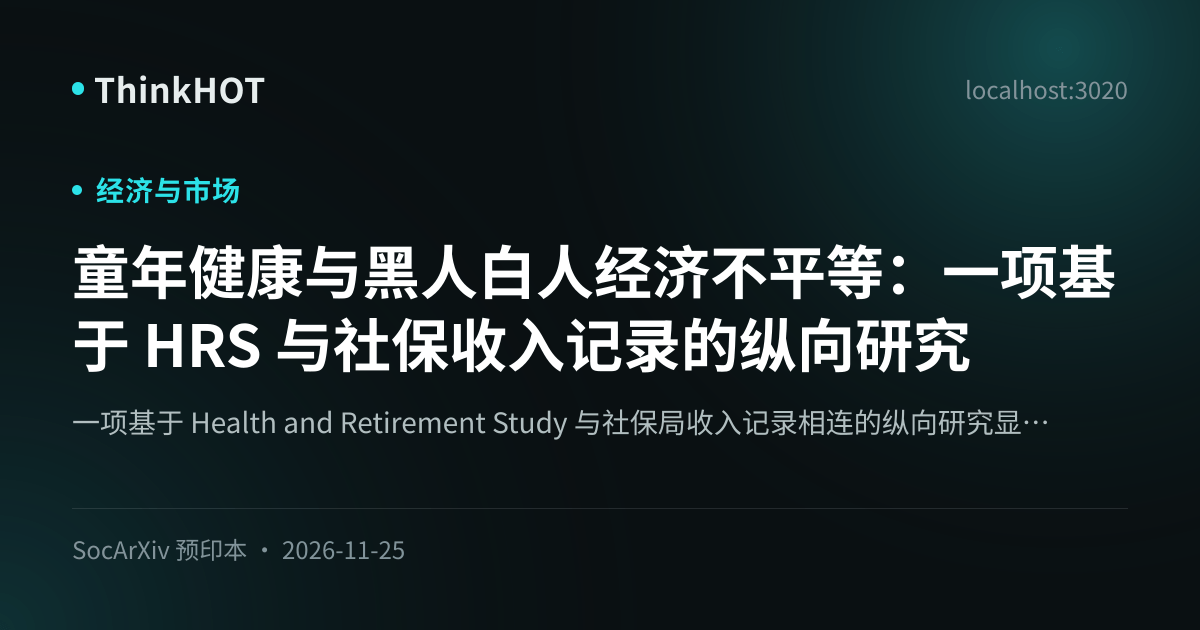 ThinkHOT
localhost:3020
经济与市场
童年健康与黑人白人经济不平等：一项基
于 HRS 与社保收入记录的纵向研究
一项基于 Health and Retirement Study 与社保局收入记录相连的纵向研究显…
SocArXiv 预印本 · 2026-11-25